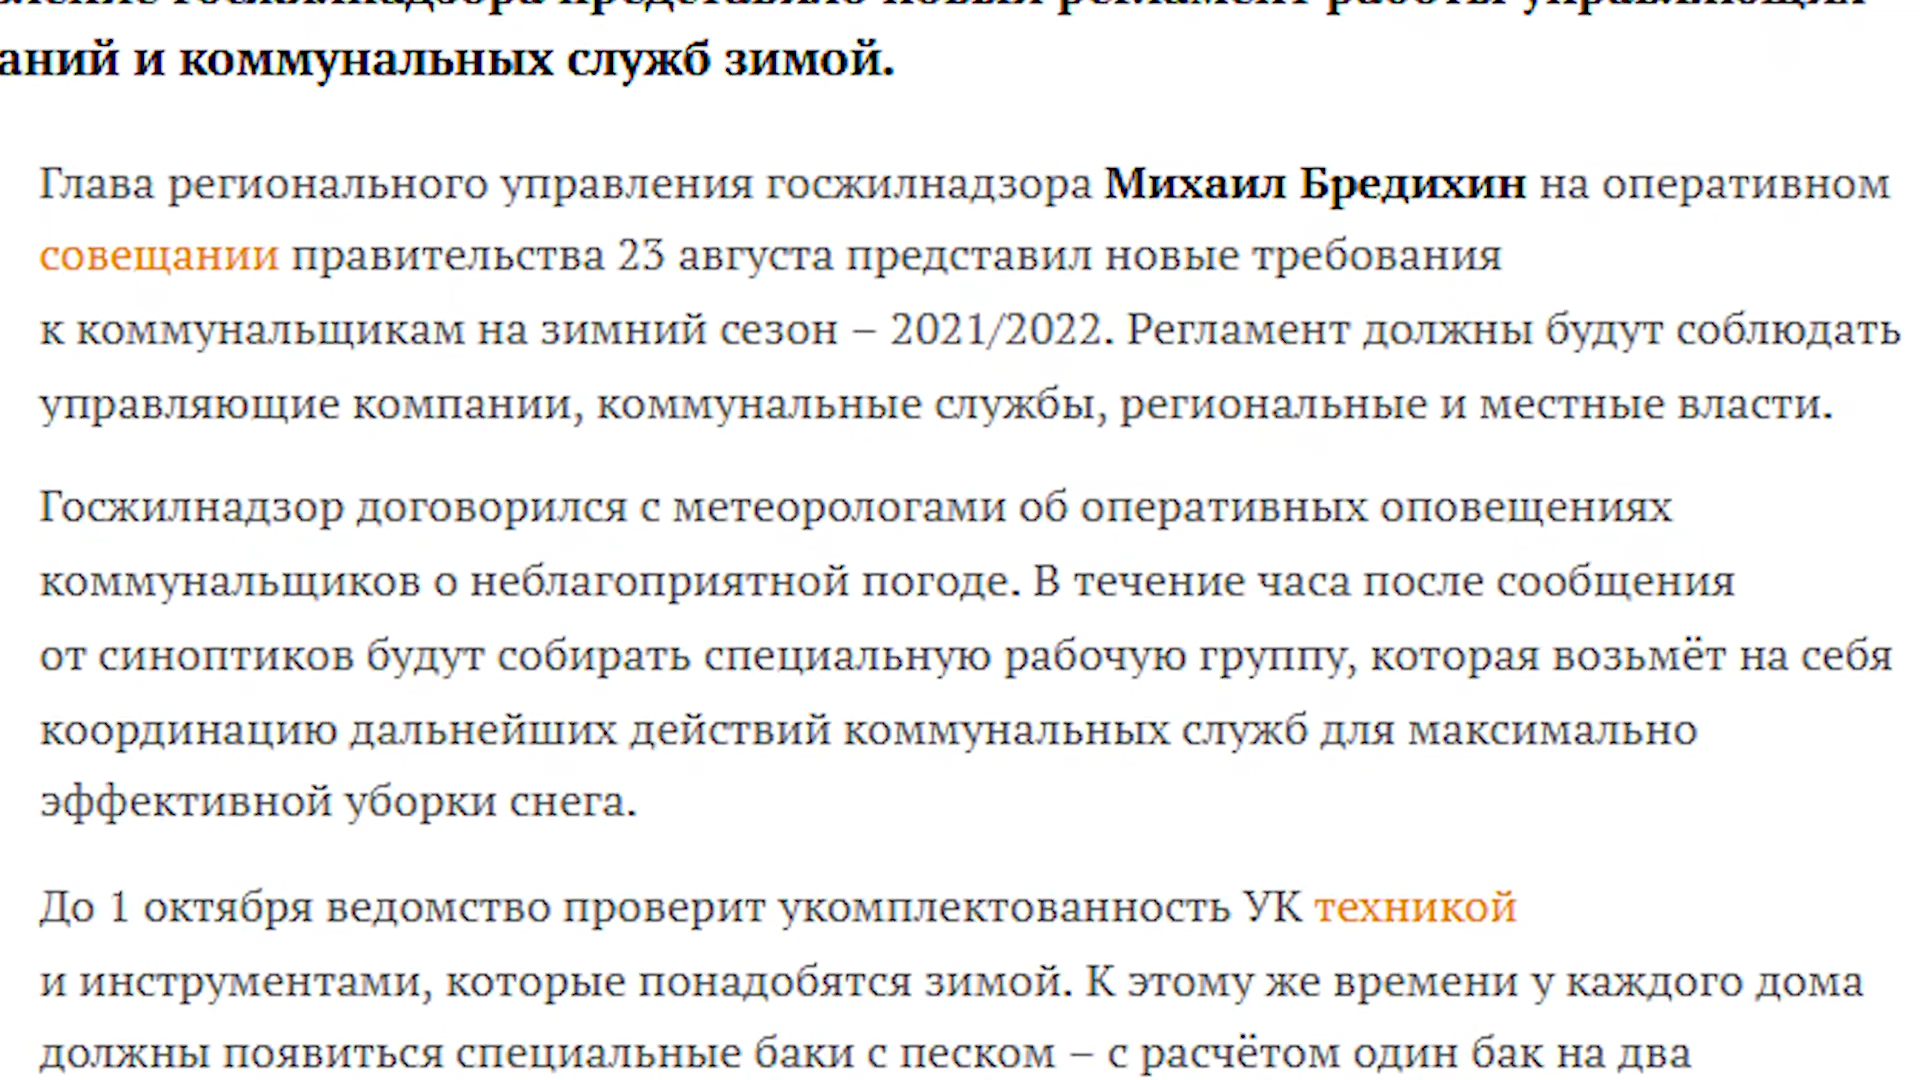 госжилнадзора представило новый регламент работы
и коммунальных служб зимой.
Глава регионального управления госжилнадзора Михаил Бредихин на оперативном
совещании правительства 23 августа представил новые требования
к коммунальщикам на зимний сезон – 2021/2022. Регламент должны будут соблюдать
управляющие компании, коммунальные службы, региональные и местные власти.
Госжилнадзор договорился с метеорологами об оперативных оповещениях
коммунальщиков о неблагоприятной погоде. В течение часа после сообщения
от синоптиков будут собирать специальную рабочую группу, которая возьмёт на себя
координацию дальнейших действий коммунальных служб для максимально
эффективной уборки снега.
До 1 октября ведомство проверит укомплектованность УК техникой
и инструментами, которые понадобятся зимой. К этому же времени у каждого дома
должны появиться специальные баки с песком – с расчётом один бак на два